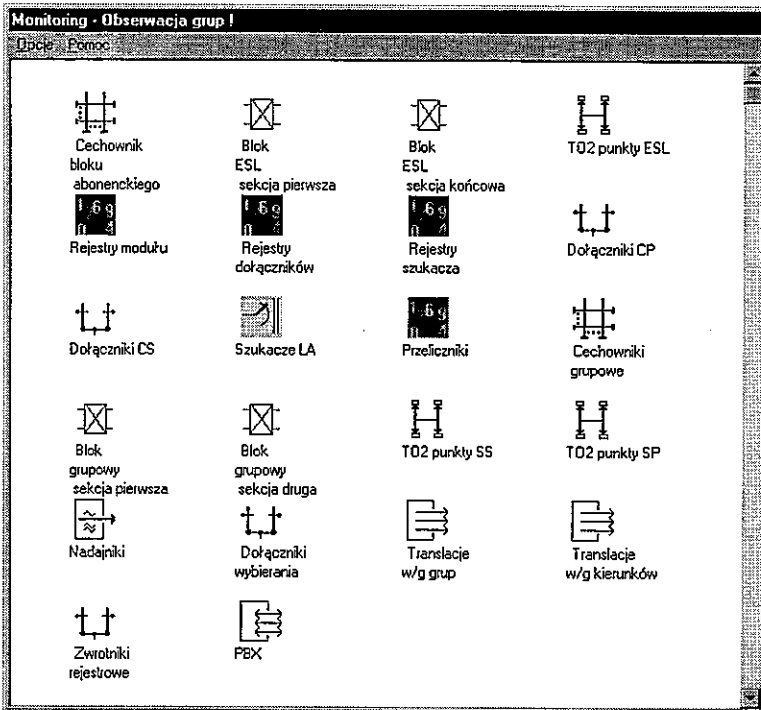 Monitoring - Obserwacja grup !
Opcje Pomoc
Cechownik
bloku
abonenckiego
Blok
ESL
sekcja pierwsza
Blok
ESL
sekcja końcowa
TO2 punkty ESL
Rejestry modułu
Rejestry
dołączników
Rejestry
szukacza
Dołączniki CP
Dołączniki CS
Szukacze LA
Przeliczniki
Cechowniki
grupowe
Blok
grupowy
sekcja pierwsza
Blok
grupowy
sekcja druga
TO2 punkty SS
TO2 punkty SP
Nadajniki
Dołączniki
wybierania
Translacje
w/g grup
Translacje
w/g kierunków
Zwrotniki
rejestrowe
PBX